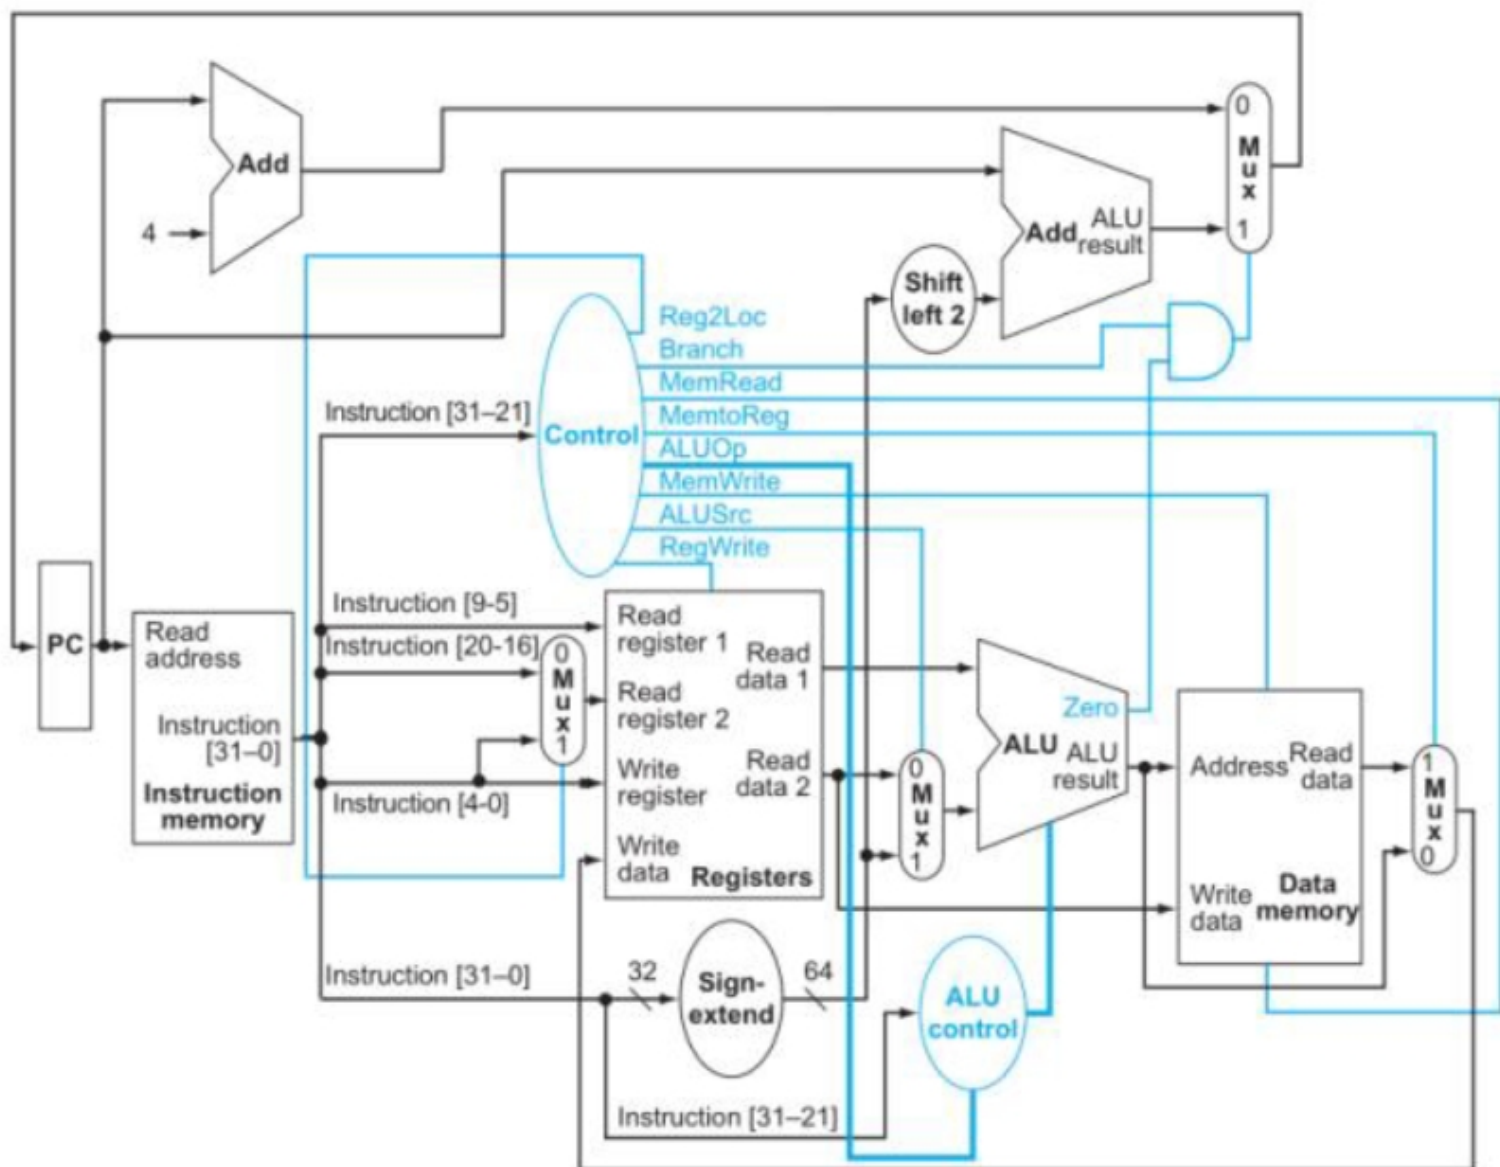 0
M
u
x
1
Add
4
Add
ALU
result
Shift
left 2
Reg2Loc
Branch
MemRead
MemtoReg
ALUOp
MemWrite
ALUSrc
RegWrite
Control
Instruction [31–21]
Instruction [9-5]
Instruction [20-16]
Instruction [4-0]
PC
Read
address
Instruction
[31–0]
Instruction
memory
0
M
u
x
1
Read
register 1
Read
register 2
Write
register
Write
data
Read
data 1
Read
data 2
Registers
0
M
u
x
1
Zero
ALU
ALU
result
Address
Read
data
Write
data
Data
memory
1
M
u
x
0
Instruction [31–0]
32
Sign-
extend
64
ALU
control
Instruction [31–21]